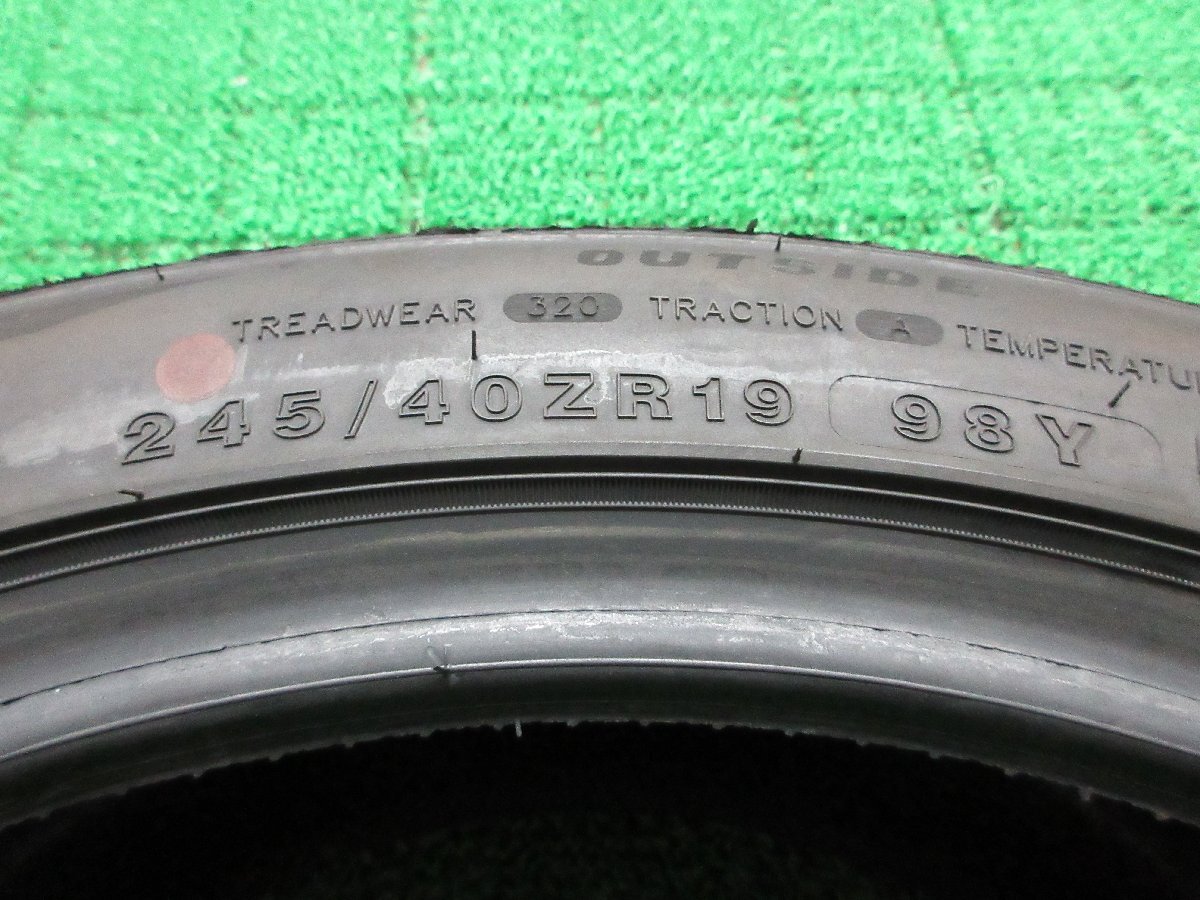 OUTSIDE
TREADWEAR 320 TRACTION A TEMPERATU
245/40ZR19 98Y